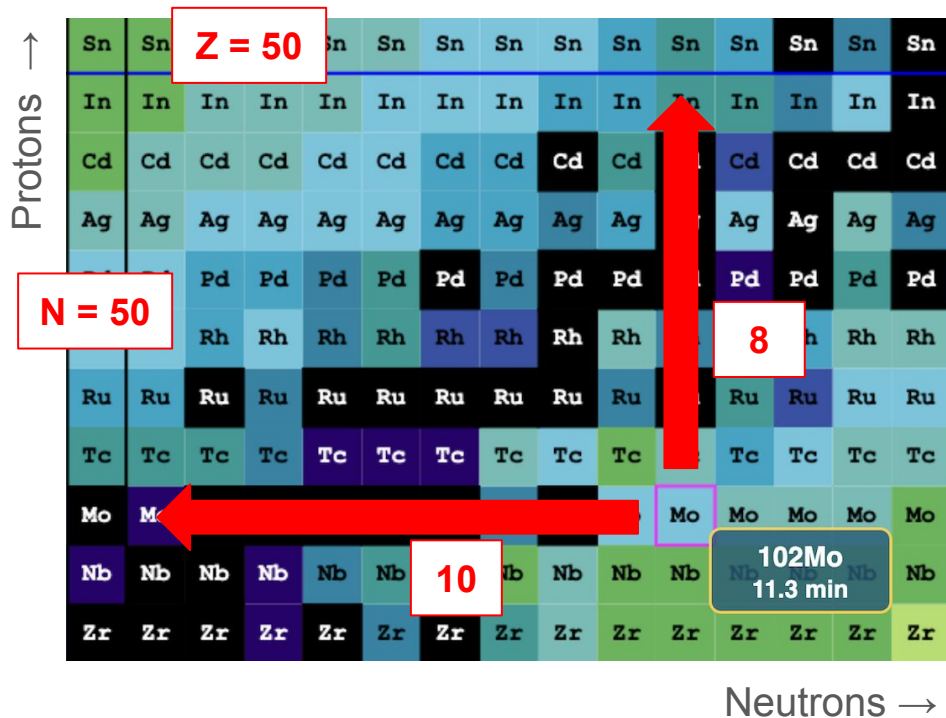 Protons →
Sn Sn Z = 50 Sn Sn Sn Sn Sn Sn Sn Sn Sn Sn
In In In In In In In In In In In In In In
Cd Cd Cd Cd Cd Cd Cd Cd Cd Cd Cd Cd Cd Cd
Ag Ag Ag Ag Ag Ag Ag Ag Ag Ag Ag Ag Ag Ag
Pd Pd Pd Pd Pd Pd Pd Pd Pd Pd Pd Pd
N = 50
Rh Rh Rh Rh Rh Rh Rh Rh 8 Rh Rh
Ru Ru Ru Ru Ru Ru Ru Ru Ru Ru Ru Ru Ru Ru
Tc Tc Tc Tc Tc Tc Tc Tc Tc Tc Tc Tc Tc Tc
Mo Mo Mo Mo Mo Mo
Nb Nb Nb Nb Nb Nb 10 Nb Nb Nb Nb
102Mo
11.3 min
Zr Zr Zr Zr Zr Zr Zr Zr Zr Zr Zr Zr Zr Zr Zr
Neutrons →